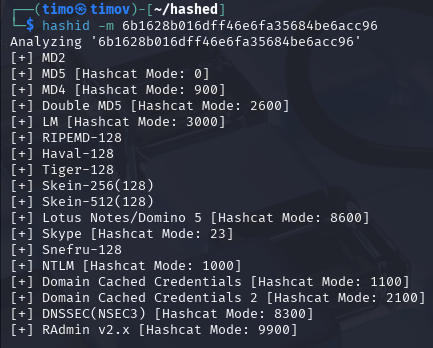 (timo㉿timov)-[~/hashed]
$ hashid -m 6b1628b016dff46e6fa35684be6acc96
Analyzing '6b1628b016dff46e6fa35684be6acc96'
[+] MD2
[+] MD5 [Hashcat Mode: 0]
[+] MD4 [Hashcat Mode: 900]
[+] Double MD5 [Hashcat Mode: 2600]
[+] LM [Hashcat Mode: 3000]
[+] RIPEMD-128
[+] Haval-128
[+] Tiger-128
[+] Skein-256(128)
[+] Skein-512(128)
[+] Lotus Notes/Domino 5 [Hashcat Mode: 8600]
[+] Skype [Hashcat Mode: 23]
[+] Snefru-128
[+] NTLM [Hashcat Mode: 1000]
[+] Domain Cached Credentials [Hashcat Mode: 1100]
[+] Domain Cached Credentials 2 [Hashcat Mode: 2100]
[+] DNSSEC(NSEC3) [Hashcat Mode: 8300]
[+] RAdmin v2.x [Hashcat Mode: 9900]